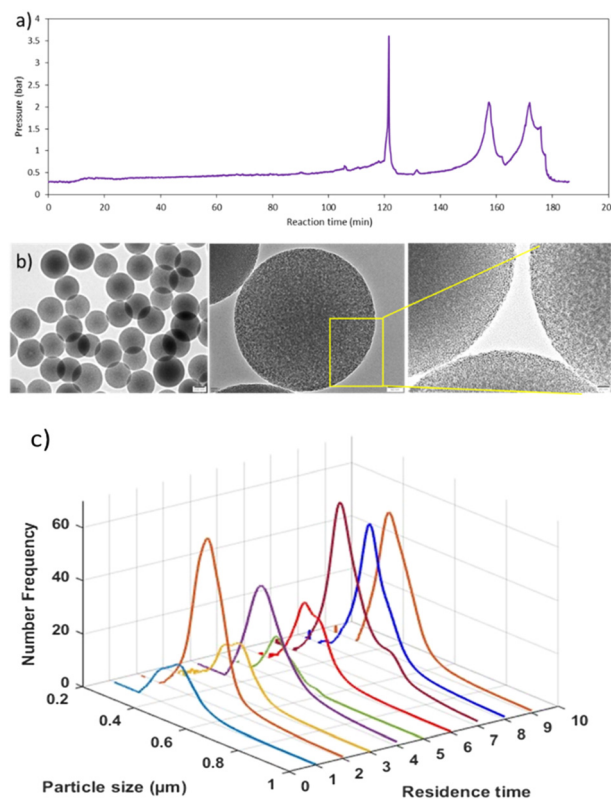 a)
Pressure (bar)
4
3.5
3
2.5
2
1.5
1
0.5
0
0 20 40 60 80 100 120 140 160 180 20
Reaction time (min)
b)
c)
Number Frequency
60
40
20
0
0.2
0.4
0.6
0.8
1
Particle size (µm)
0 1 2 3 4 5 6 7 8 9 10
Residence time